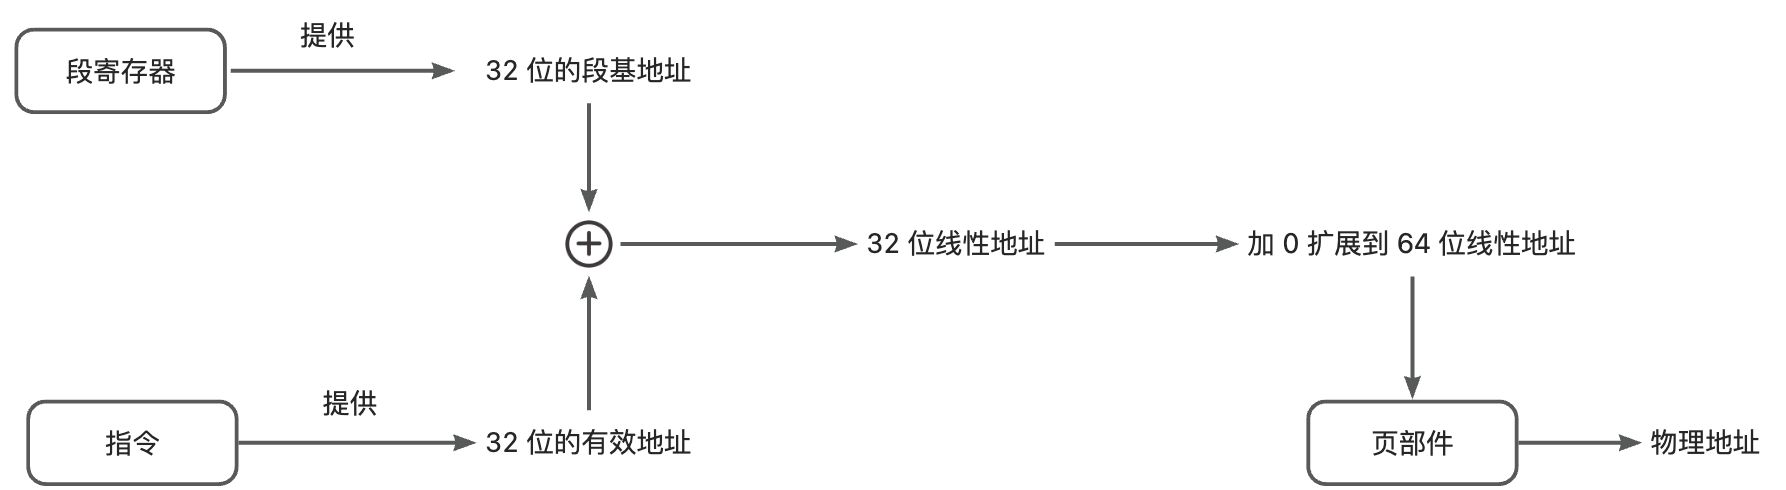 提供
段寄存器
32 位的段基地址
32 位线性地址
加 0 扩展到 64 位线性地址
提供
指令
32 位的有效地址
页部件
物理地址